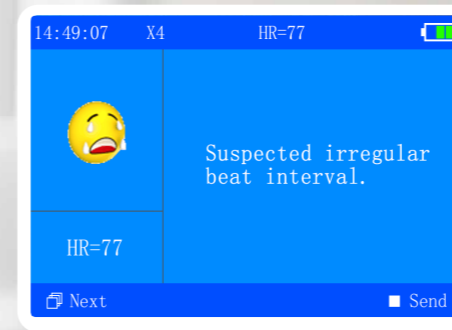 14:49:07 X4 HR=77
Suspected irregular
beat interval.
HR=77
Next Send